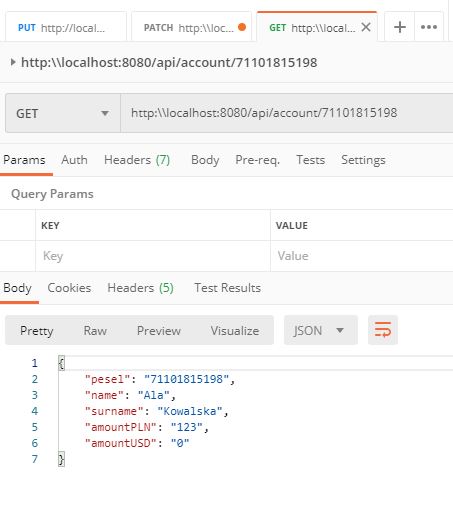 PUT http://local... PATCH http:\\loc... GET http:\\local... × + •••
http:\\localhost:8080/api/account/71101815198
GET http:\\localhost:8080/api/account/71101815198
Params Auth Headers (7) Body Pre-req. Tests Settings
Query Params
KEY VALUE
Key Value
Body Cookies Headers (5) Test Results
Pretty Raw Preview Visualize JSON
1 {
2 "pesel": "71101815198",
3 "name": "Ala",
4 "surname": "Kowalska",
5 "amountPLN": "123",
6 "amountUSD": "0"
7 }